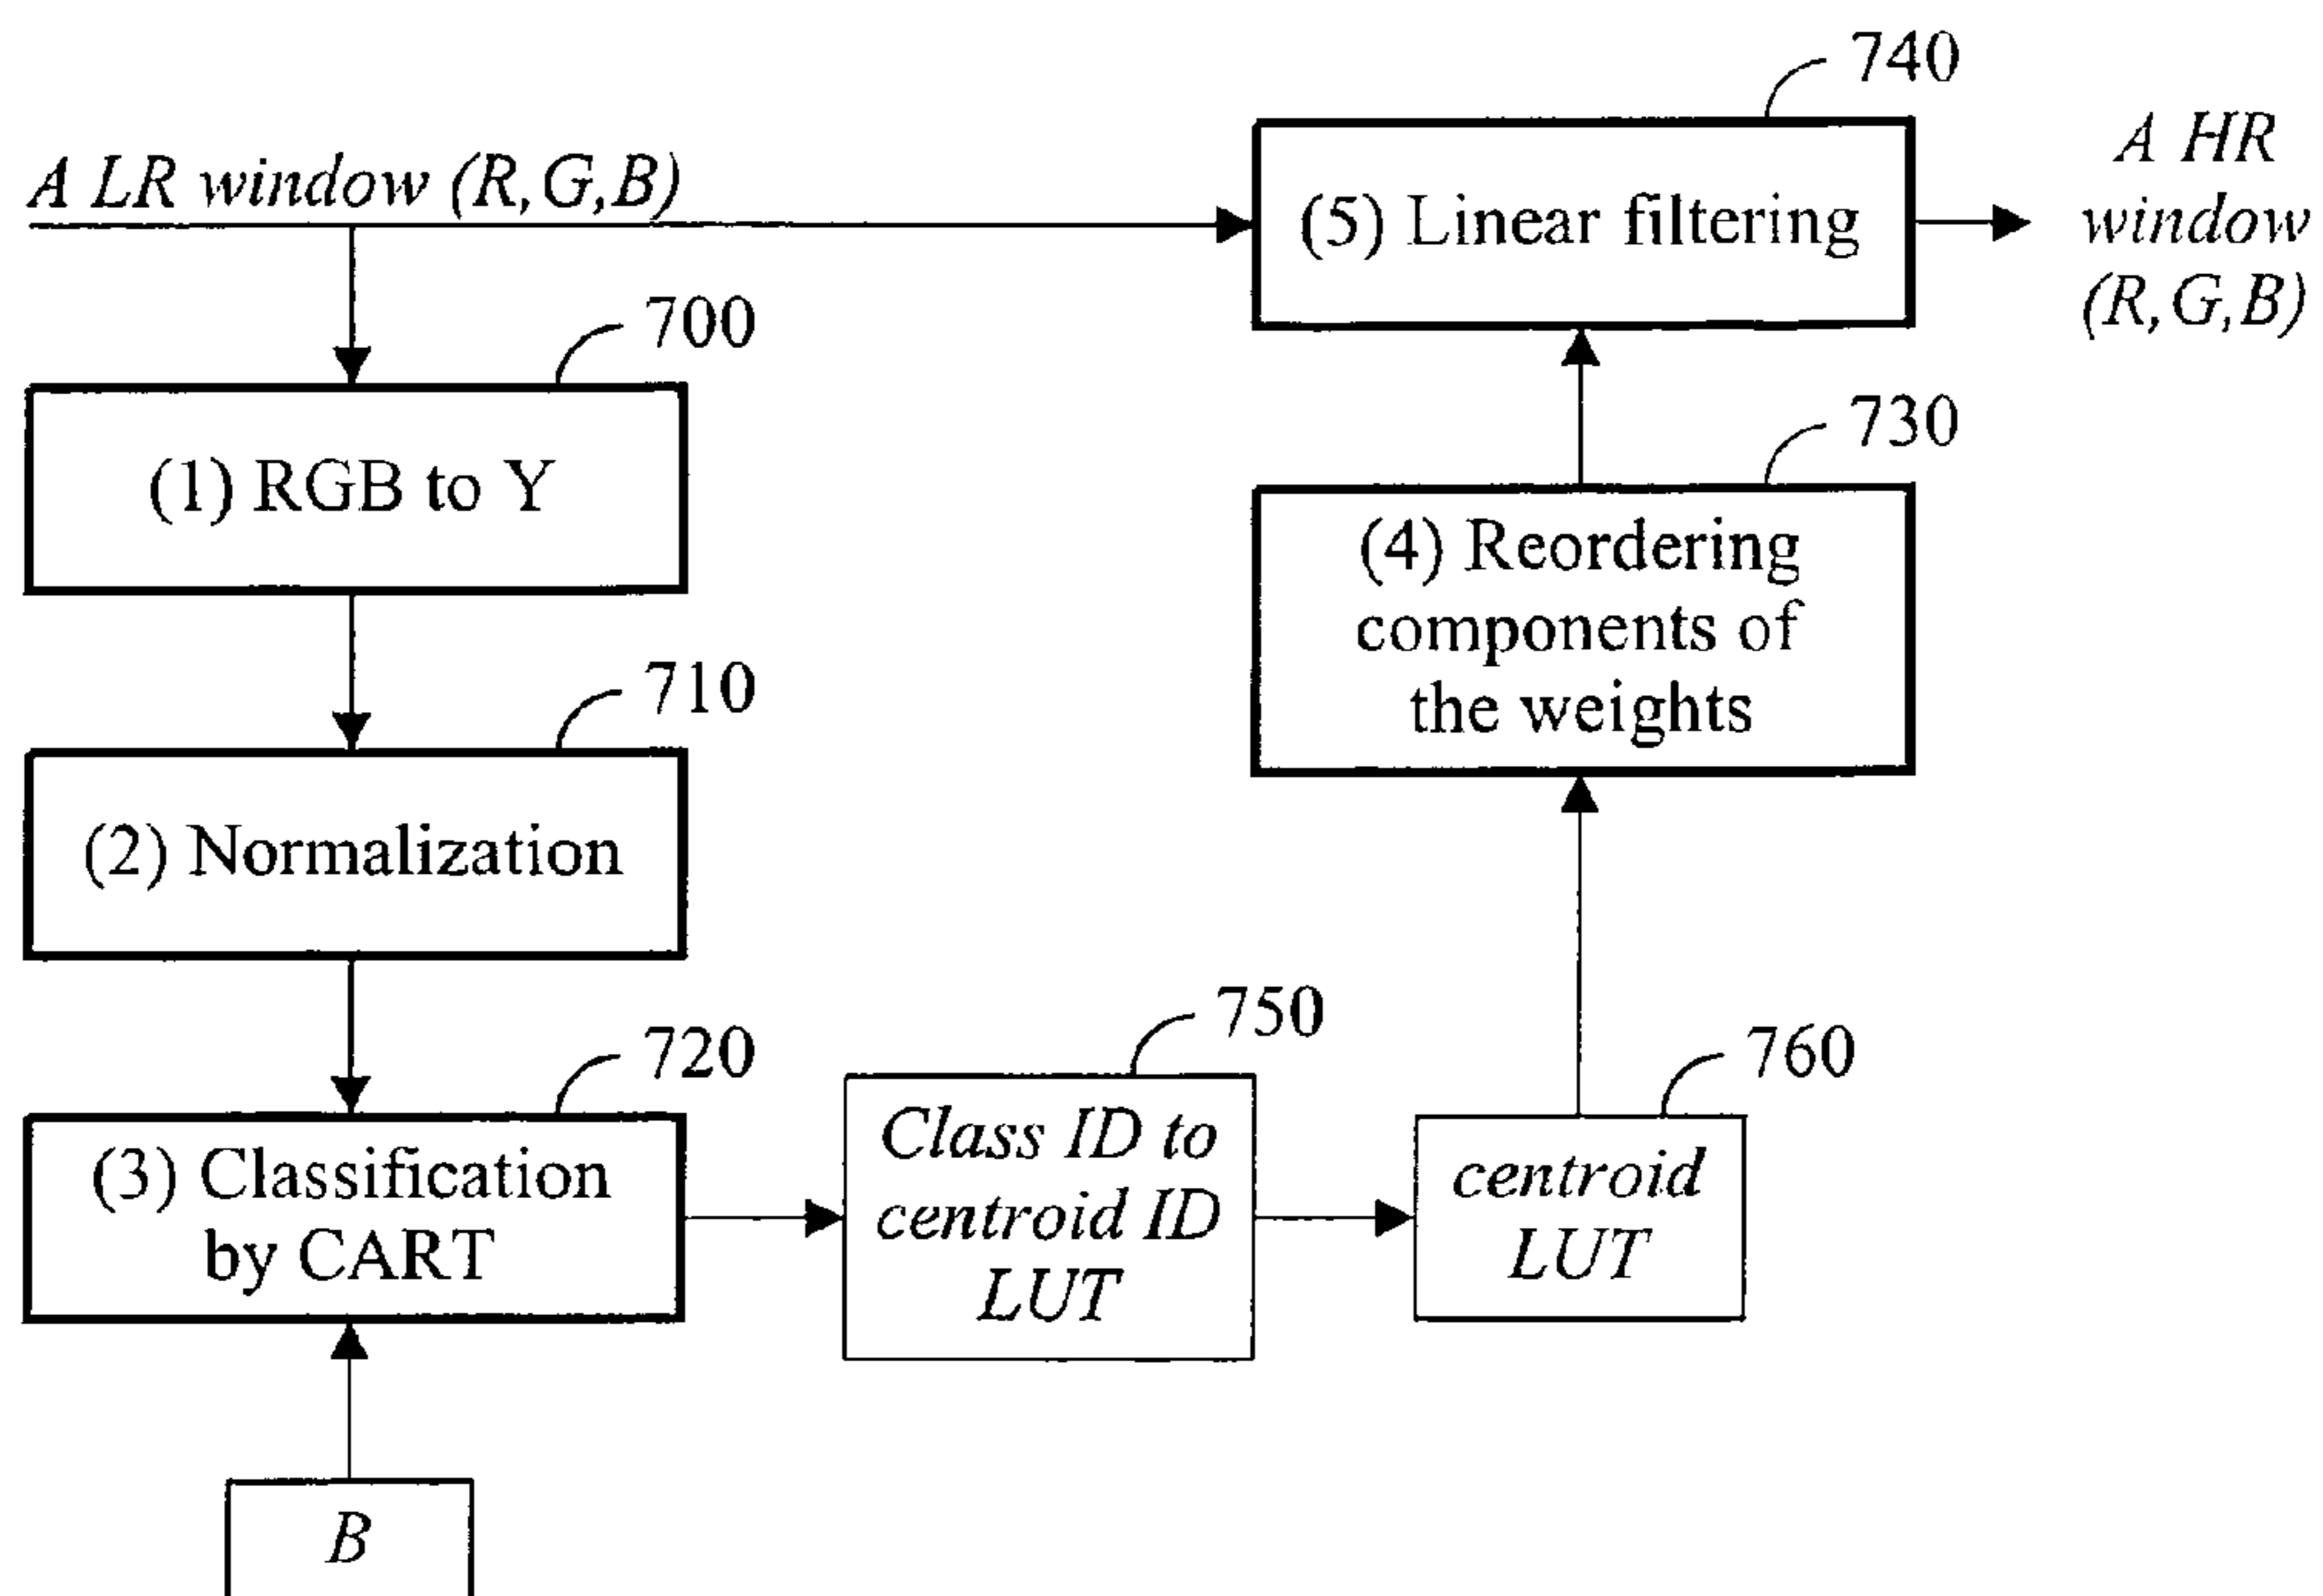 740
A LR window (R,G,B)
(5) Linear filtering
A HR
window
(R,G,B)
700
(1) RGB to Y
730
(4) Reordering
components of
the weights
710
(2) Normalization
720
(3) Classification
by CART
750
Class ID to
centroid ID
LUT
760
centroid
LUT
B